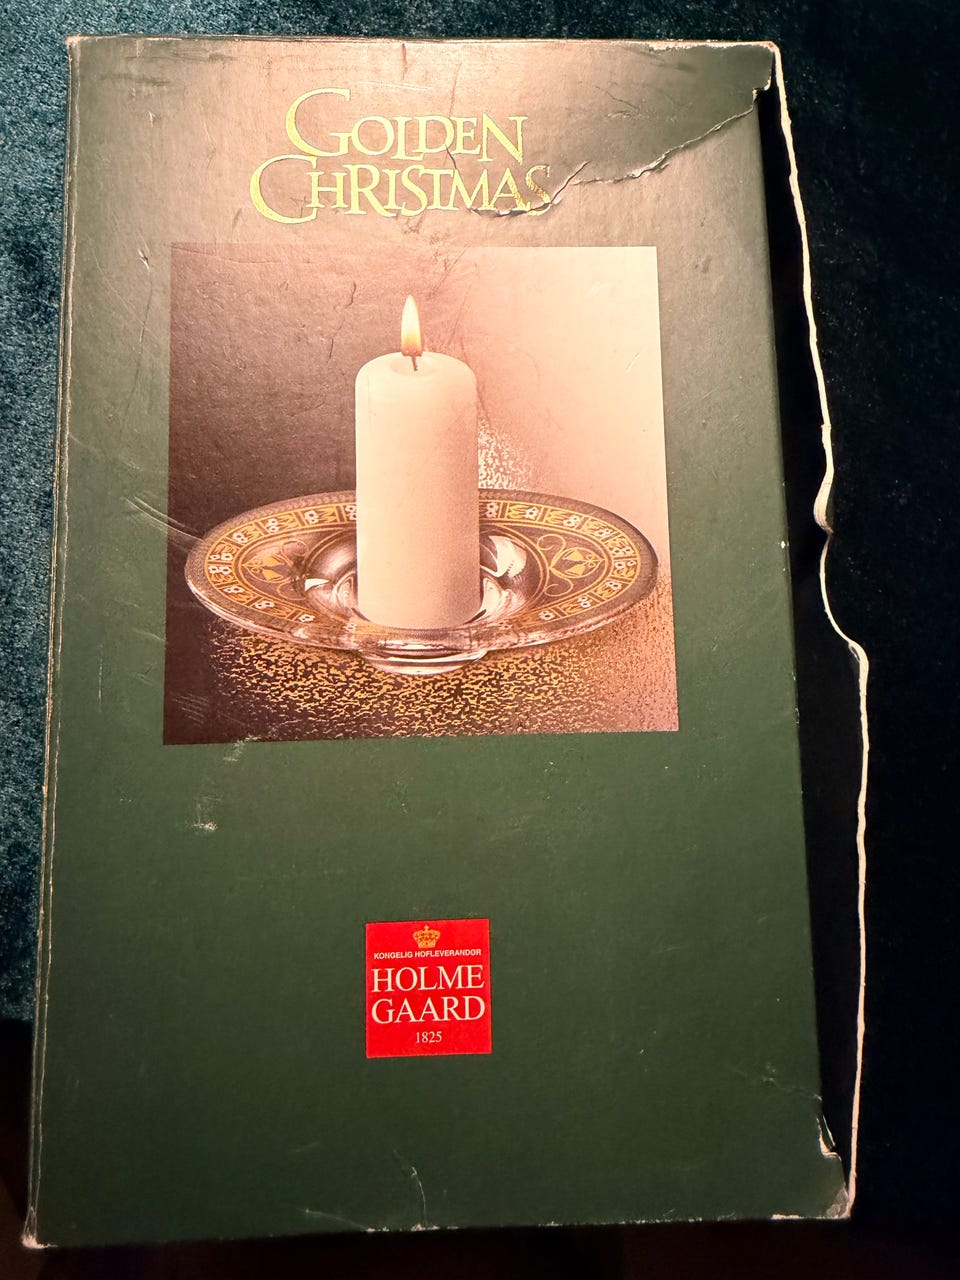 GOLDEN
CHRISTMAS
KONGELIG HOFLEVERANDØR
HOLME
GAARD
1825